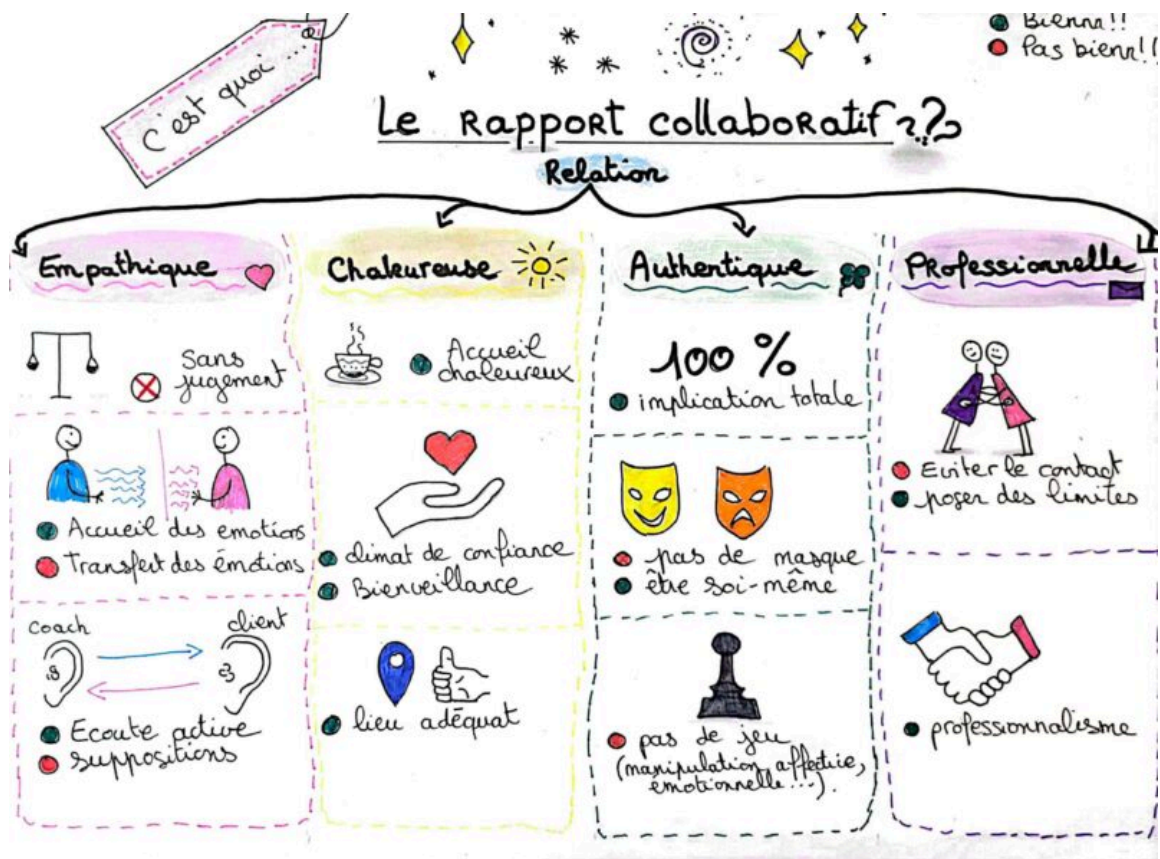 C'est quoi...
Bienn!!
Pas bienn!!
Le Rapport collaboratif ???
Relation
Empathique
Sans
jugement
Accueil des emotions
Transfert des émotions
coach
client
Ecoute active
suppositions
Chaleureuse
Accueil
chaleureux
climat de confiance
Bienveillance
lieu adéquat
Authentique
100 %
implication totale
pas de masque
être soi-même
pas de jeu
(manipulation affective,
emotionnelle...).
Professionnelle
Eviter le contact
poser des limites
professionnalisme